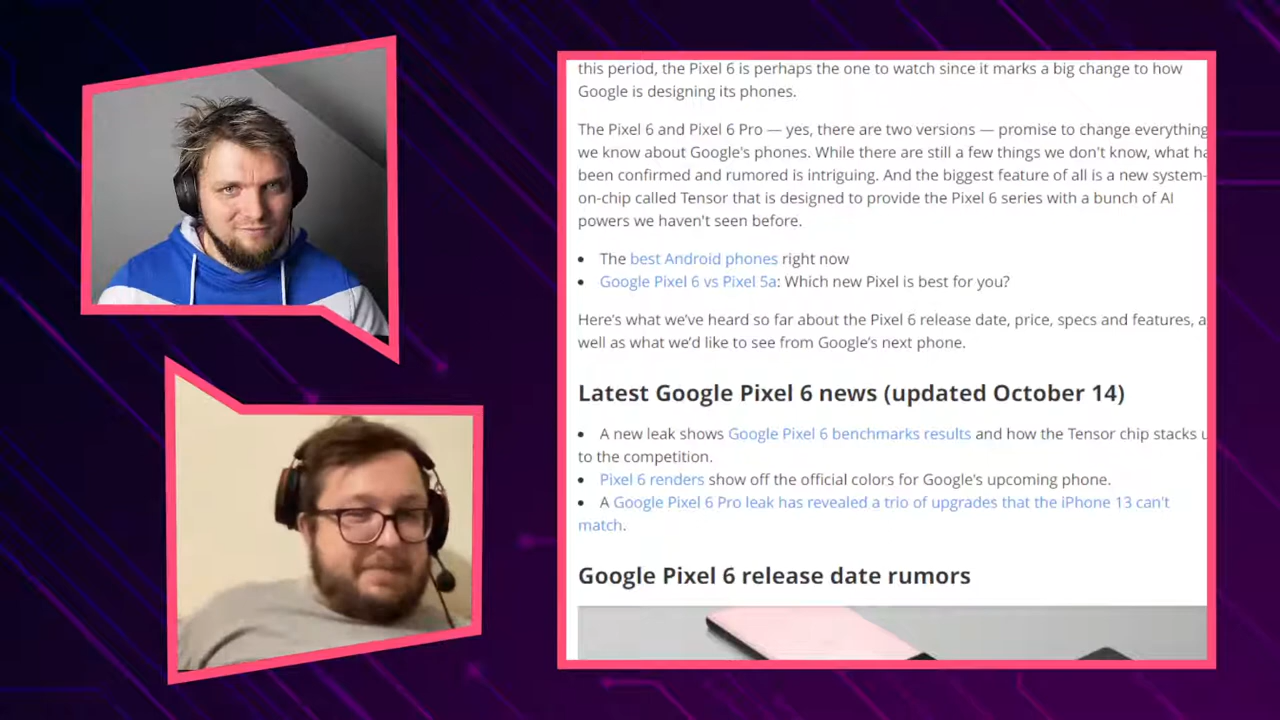 this period, the Pixel 6 is perhaps the one to watch since it marks a big change to how
Google is designing its phones.
The Pixel 6 and Pixel 6 Pro — yes, there are two versions — promise to change everything
we know about Google's phones. While there are still a few things we don't know, what ha
been confirmed and rumored is intriguing. And the biggest feature of all is a new system-
on-chip called Tensor that is designed to provide the Pixel 6 series with a bunch of AI
powers we haven't seen before.
• The best Android phones right now
• Google Pixel 6 vs Pixel 5a: Which new Pixel is best for you?
Here's what we've heard so far about the Pixel 6 release date, price, specs and features, a
well as what we'd like to see from Google's next phone.
Latest Google Pixel 6 news (updated October 14)
• A new leak shows Google Pixel 6 benchmarks results and how the Tensor chip stacks u
to the competition.
• Pixel 6 renders show off the official colors for Google's upcoming phone.
• A Google Pixel 6 Pro leak has revealed a trio of upgrades that the iPhone 13 can't
match.
Google Pixel 6 release date rumors